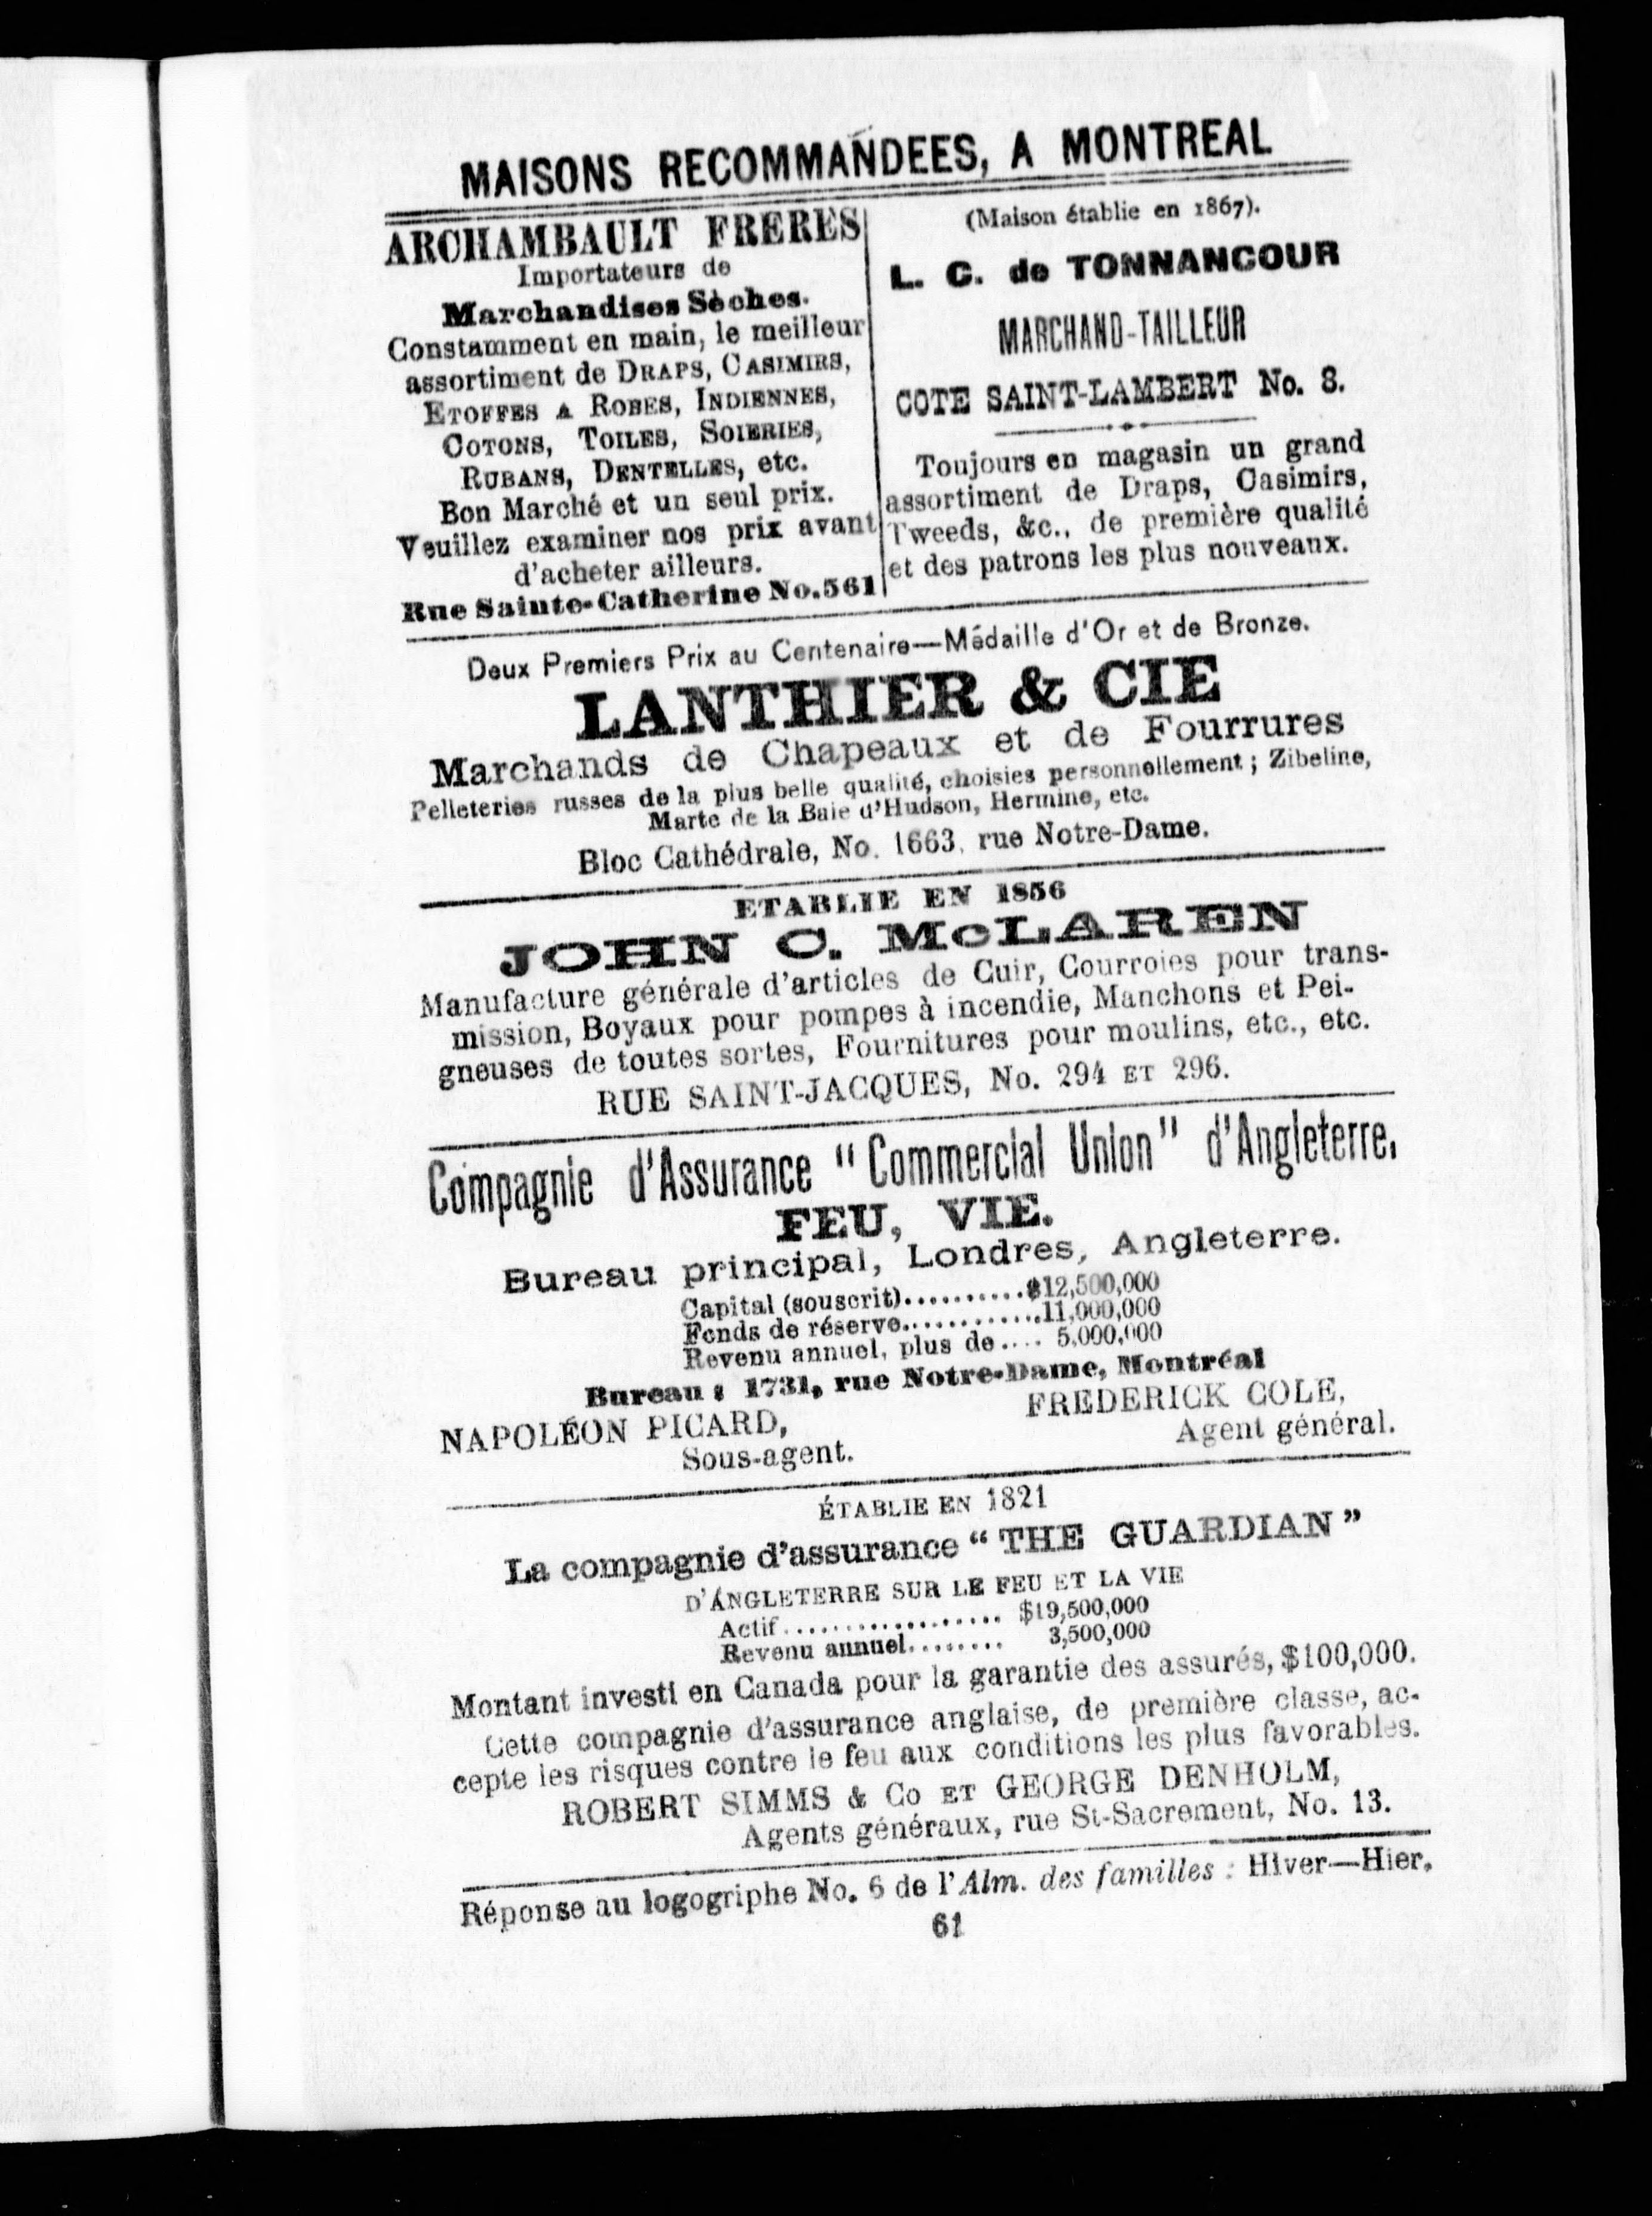 MAISONS RECOMMANDÉES, A MONTREAL
ARCHAMBAULT FRERES
Importateurs de
Marchandises Sèches.
Constamment en main, le meilleur
assortiment de DRAPS, CASIMIRS,
ETOFFES A ROBES, INDIENNES,
COTONS, TOILES, SOIERIES,
RUBANS, DENTELLES, etc.
Bon Marché et un seul prix.
Veuillez examiner nos prix avant
d'acheter ailleurs.
Rue Sainte-Catherine No.561
(Maison établie en 1867).
L. C. de TONNANCOUR
MARCHAND-TAILLEUR
COTE SAINT-LAMBERT No. 8.
Toujours en magasin un grand
assortiment de Draps, Casimirs,
Tweeds, &c., de première qualité
et des patrons les plus nouveaux.
Deux Premiers Prix au Centenaire—Médaille d'Or et de Bronze.
LANTHIER & CIE
Marchands de Chapeaux et de Fourrures
Pelleteries russes de la plus belle qualité, choisies personnellement ; Zibeline,
Marte de la Baie d'Hudson, Hermine, etc.
Bloc Cathédrale, No. 1663, rue Notre-Dame.
ETABLIE EN 1856
JOHN C. McLAREN
Manufacture générale d'articles de Cuir, Courroies pour trans-
mission, Boyaux pour pompes à incendie, Manchons et Pei-
gneuses de toutes sortes, Fournitures pour moulins, etc., etc.
RUE SAINT-JACQUES, No. 294 ET 296.
Compagnie d'Assurance "Commercial Union" d'Angleterre.
FEU, VIE.
Bureau principal, Londres, Angleterre.
Capital (souscrit)..........$12,500,000
Fonds de réserve............11,000,000
Revenu annuel, plus de.... 5,000,000
Bureau : 1731, rue Notre-Dame, Montréal
NAPOLÉON PICARD,
Sous-agent.
FREDERICK COLE,
Agent général.
ÉTABLIE EN 1821
La compagnie d'assurance "THE GUARDIAN"
D'ANGLETERRE SUR LE FEU ET LA VIE
Actif.................. $19,500,000
Revenu annuel........ 3,500,000
Montant investi en Canada pour la garantie des assurés, $100,000.
Cette compagnie d'assurance anglaise, de première classe, ac-
cepte les risques contre le feu aux conditions les plus favorables.
ROBERT SIMMS & Co ET GEORGE DENHOLM,
Agents généraux, rue St-Sacrement, No. 13.
Réponse au logogriphe No. 6 de l'Alm. des familles : Hiver—Hier.
61